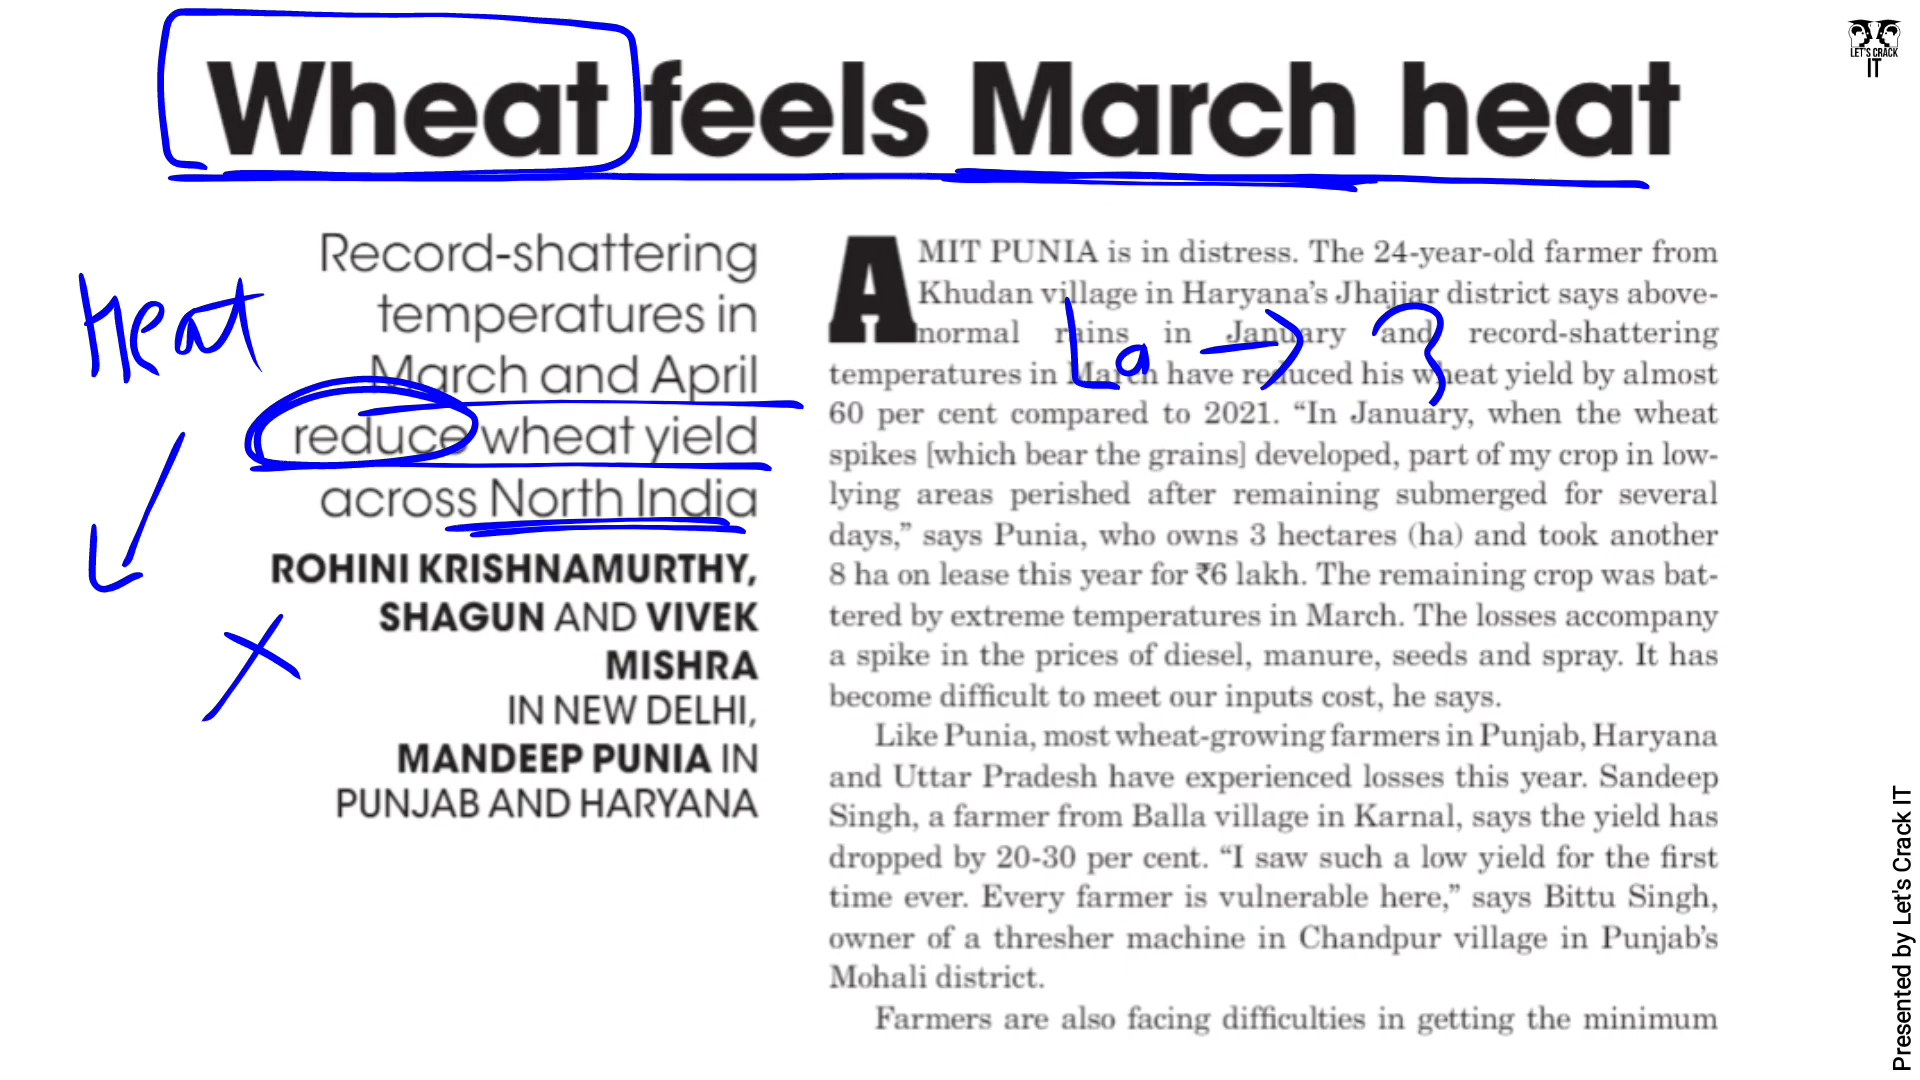 LET'S CRACK
IT
Wheat feels March heat
Record-shattering
temperatures in
March and April
reduce wheat yield
across North India
ROHINI KRISHNAMURTHY,
SHAGUN AND VIVEK
MISHRA
IN NEW DELHI,
MANDEEP PUNIA IN
PUNJAB AND HARYANA
Heat
AMIT PUNIA is in distress. The 24-year-old farmer from
Khudan village in Haryana's Jhajjar district says above-
normal rains in January and record-shattering
temperatures in March have reduced his wheat yield by almost
60 per cent compared to 2021. “In January, when the wheat
spikes [which bear the grains] developed, part of my crop in low-
lying areas perished after remaining submerged for several
days,” says Punia, who owns 3 hectares (ha) and took another
8 ha on lease this year for ₹6 lakh. The remaining crop was bat-
tered by extreme temperatures in March. The losses accompany
a spike in the prices of diesel, manure, seeds and spray. It has
become difficult to meet our inputs cost, he says.
Like Punia, most wheat-growing farmers in Punjab, Haryana
and Uttar Pradesh have experienced losses this year. Sandeep
Singh, a farmer from Balla village in Karnal, says the yield has
dropped by 20-30 per cent. “I saw such a low yield for the first
time ever. Every farmer is vulnerable here,” says Bittu Singh,
owner of a thresher machine in Chandpur village in Punjab's
Mohali district.
Farmers are also facing difficulties in getting the minimum
La
Presented by Let's Crack IT